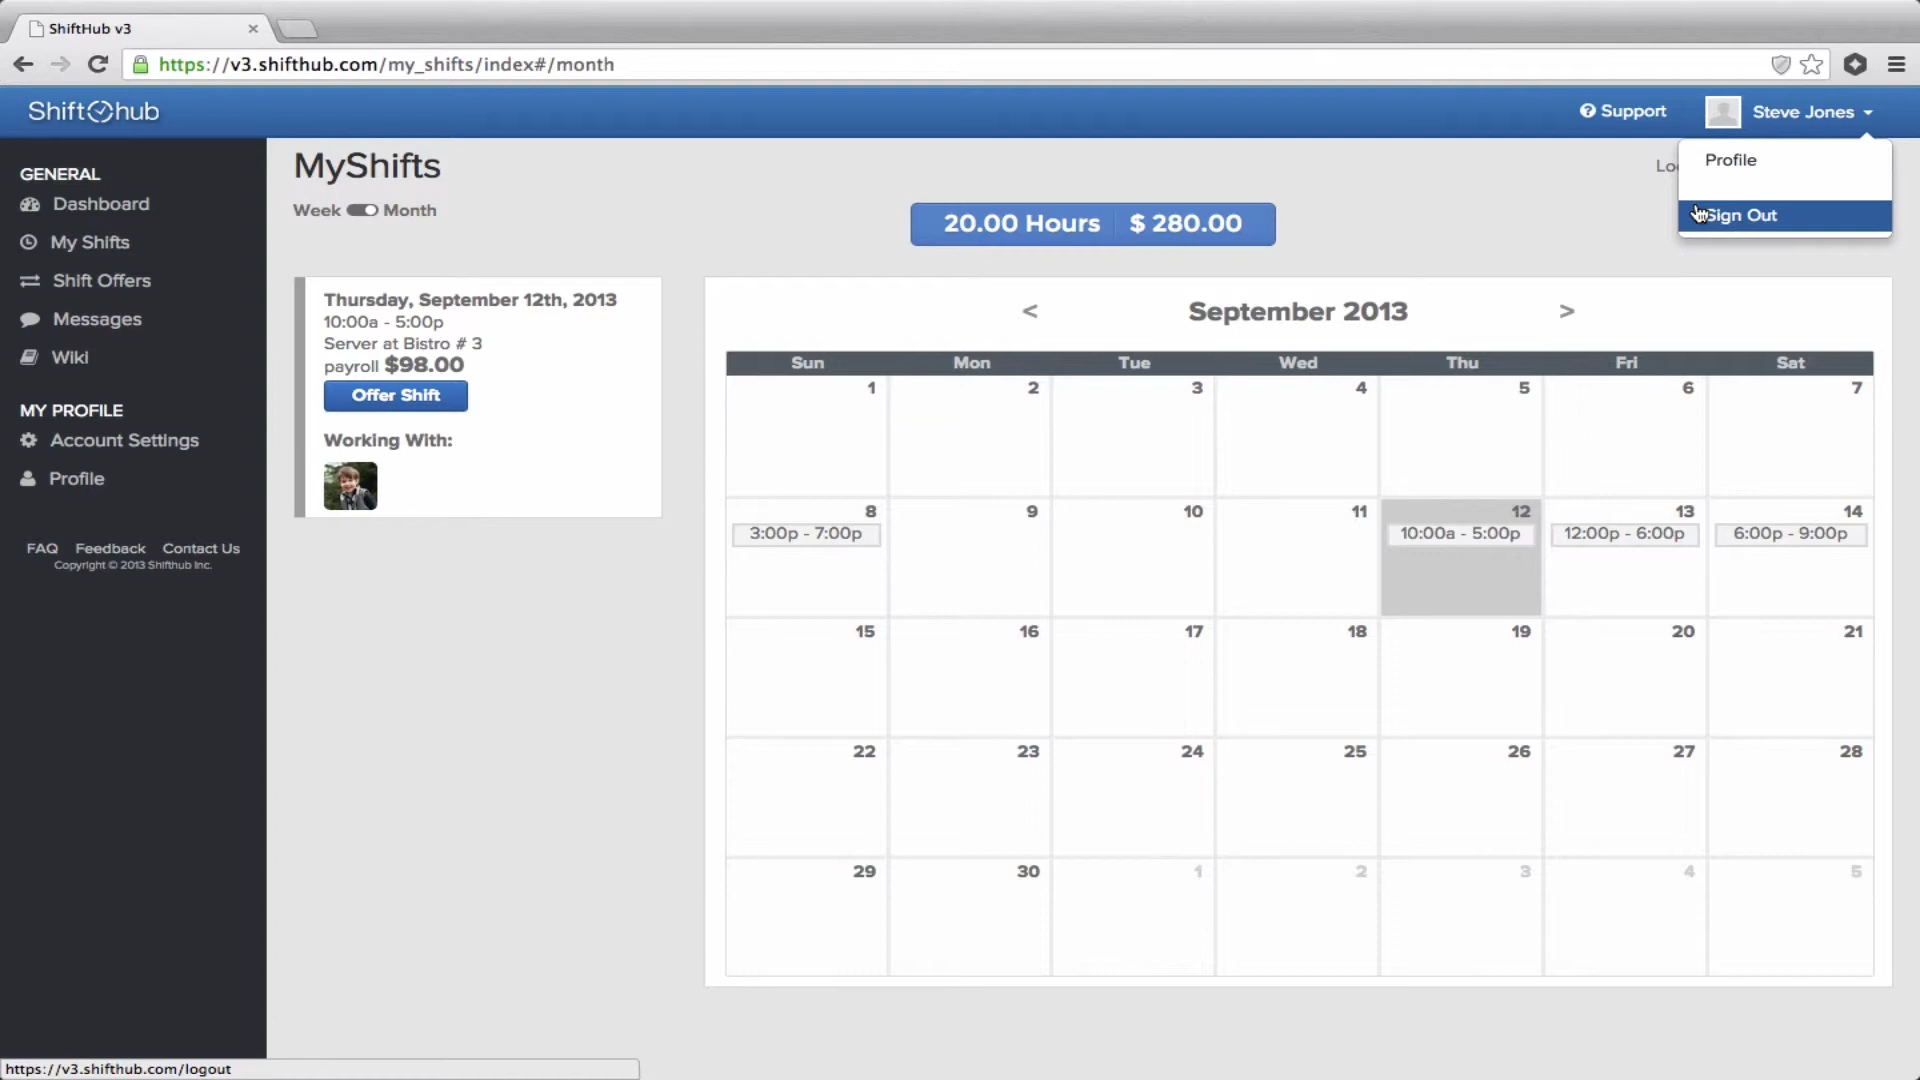 ShiftHub v3
https://v3.shifthub.com/my_shifts/index#/month
Shift hub
Support
Steve Jones
Profile
Sign Out
GENERAL
Dashboard
My Shifts
Shift Offers
Messages
Wiki
MY PROFILE
Account Settings
Profile
FAQ Feedback Contact Us
Copyright © 2013 Shifthub Inc.
MyShifts
Week Month
20.00 Hours $ 280.00
Thursday, September 12th, 2013
10:00a - 5:00p
Server at Bistro # 3
payroll $98.00
Offer Shift
Working With:
< September 2013 >
Sun Mon Tue Wed Thu Fri Sat
1 2 3 4 5 6 7
8 9 10 11 12 13 14
3:00p - 7:00p 10:00a - 5:00p 12:00p - 6:00p 6:00p - 9:00p
15 16 17 18 19 20 21
22 23 24 25 26 27 28
29 30 1 2 3 4 5
https://v3.shifthub.com/logout